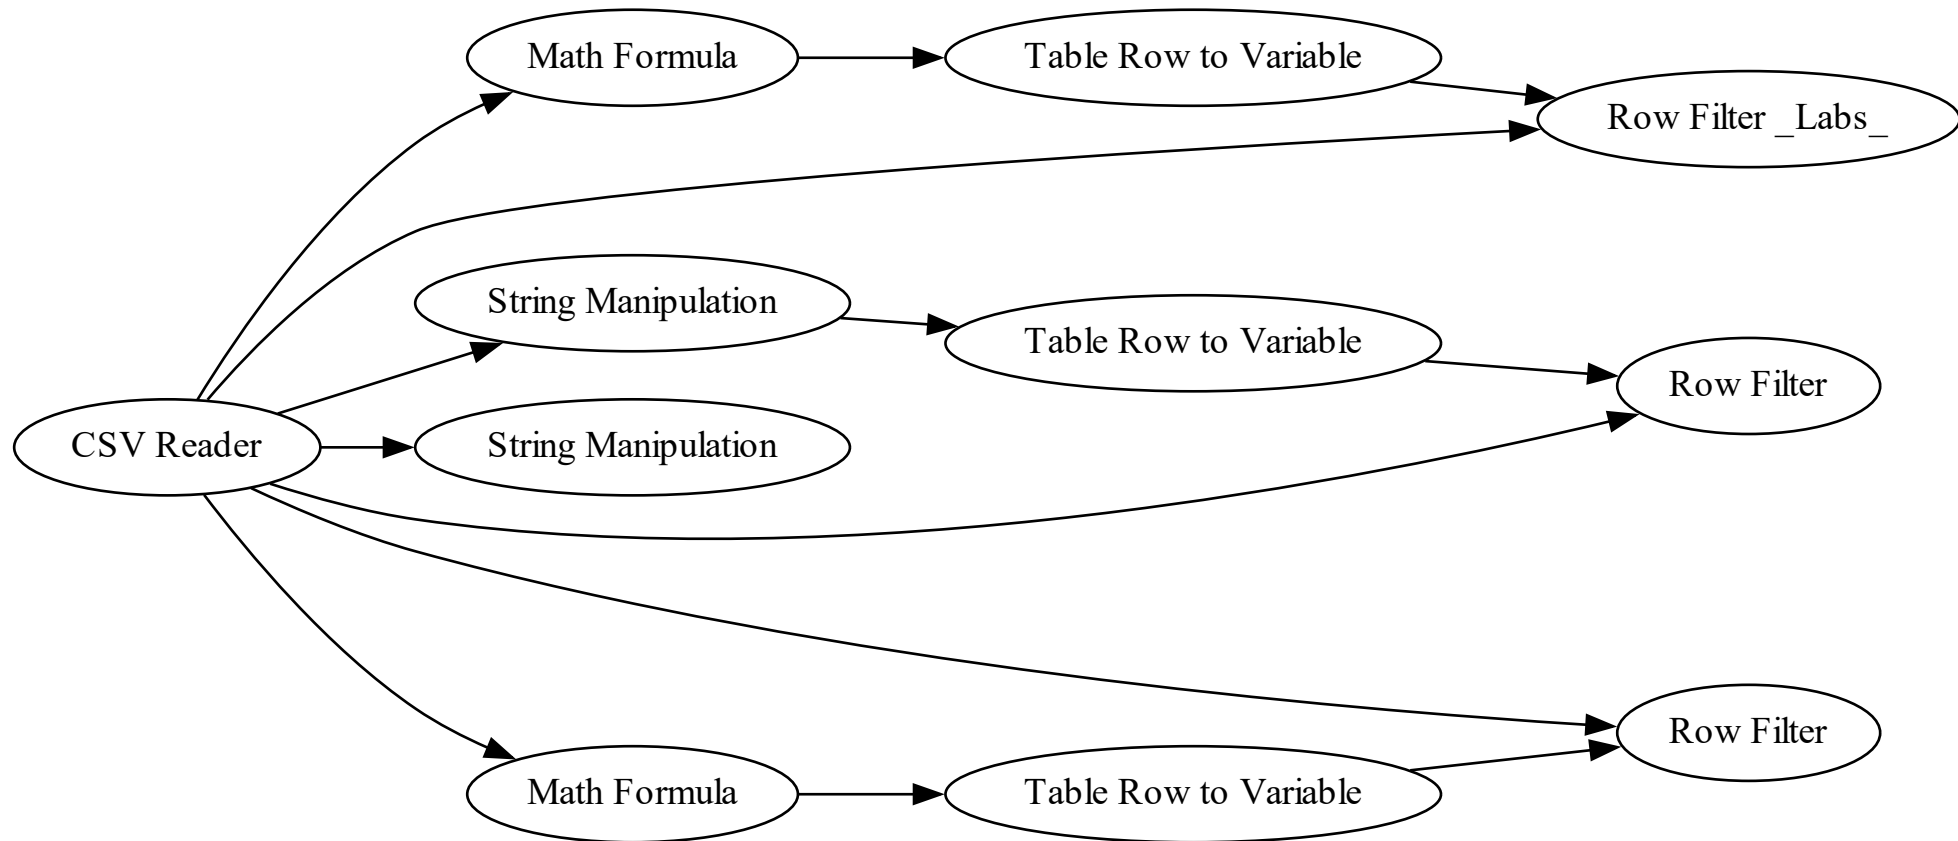 Math Formula
Table Row to Variable
Row Filter _Labs_
String Manipulation
Table Row to Variable
Row Filter
CSV Reader
String Manipulation
Row Filter
Math Formula
Table Row to Variable